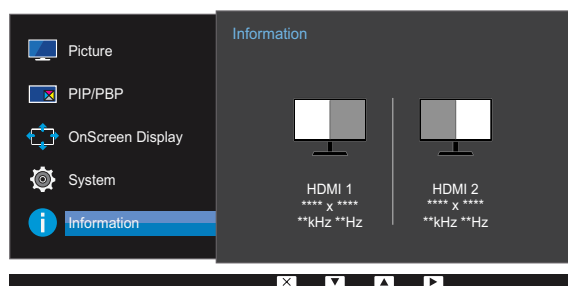 Information
Picture
PIP/PBP
OnScreen Display
System
Information
HDMI 1
**** x ****
**kHz **Hz
HDMI 2
**** x ****
**kHz **Hz